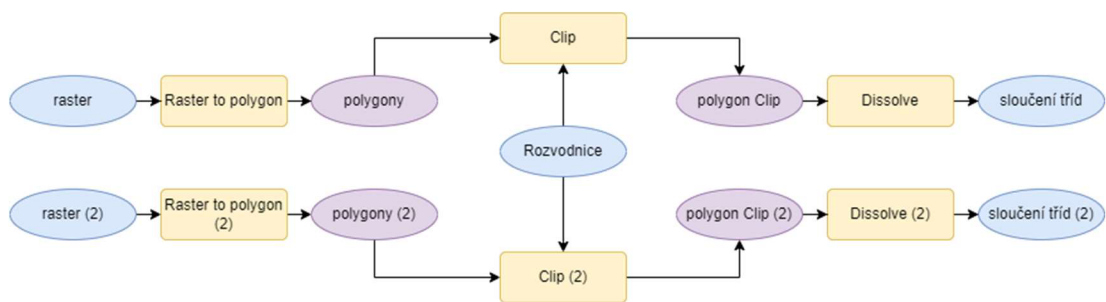 Clip
raster
Raster to polygon
polygony
polygon Clip
Dissolve
sloučení tříd
Rozvodnice
raster (2)
Raster to polygon
(2)
polygony (2)
polygon Clip (2)
Dissolve (2)
sloučení tříd (2)
Clip (2)